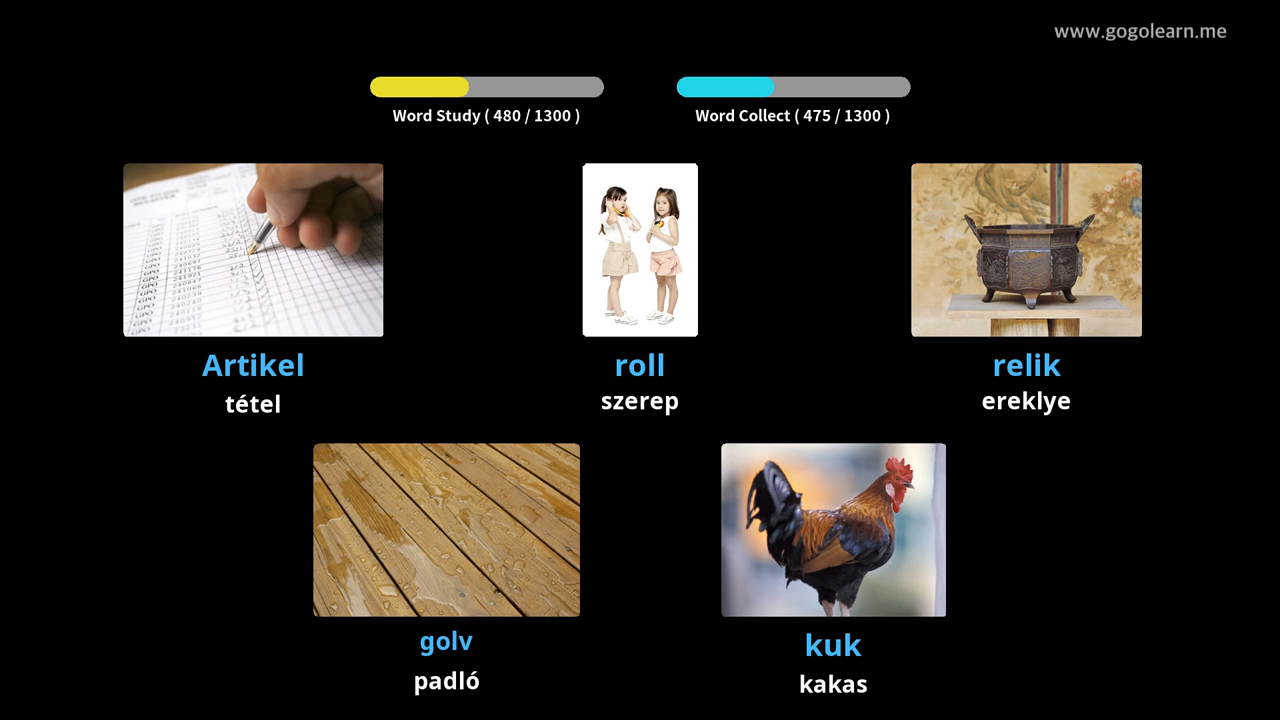 www.gogolearn.me
Word Study ( 480 / 1300 )
Word Collect ( 475 / 1300 )
Artikel
tétel
roll
szerep
relik
ereklye
golv
padló
kuk
kakas